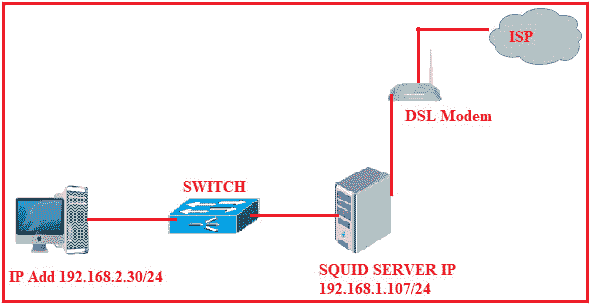 ISP
DSL Modem
SWITCH
IP Add 192.168.2.30/24
SQUID SERVER IP
192.168.1.107/24